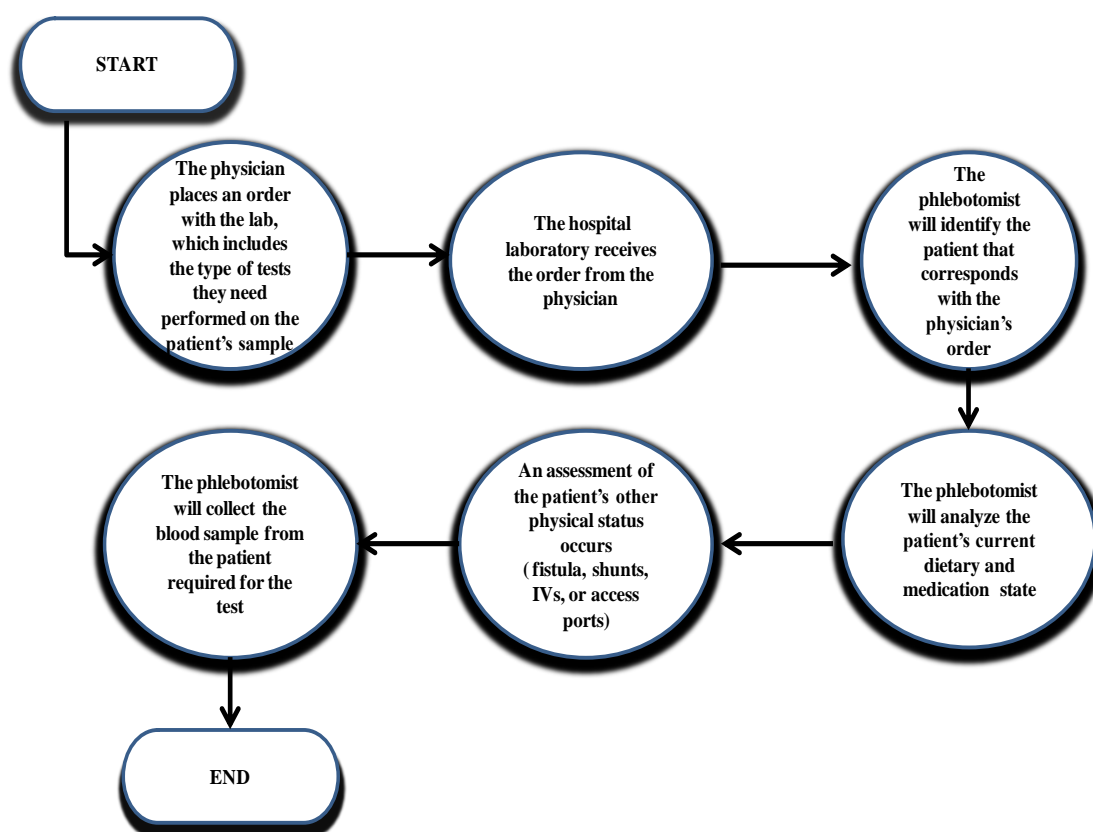 START
The physician
places an order
with the lab,
which includes
the type of tests
they need
performed on the
patient's sample
The hospital
laboratory receives
the order from the
physician
The
phlebotomist
will identify the
patient that
corresponds
with the
physician's
order
The phlebotomist
will analyze the
patient's current
dietary and
medication state
An assessment of
the patient's other
physical status
occurs
( fistula, shunts,
IVs, or access
ports)
The phlebotomist
will collect the
blood sample from
the patient
required for the
test
END